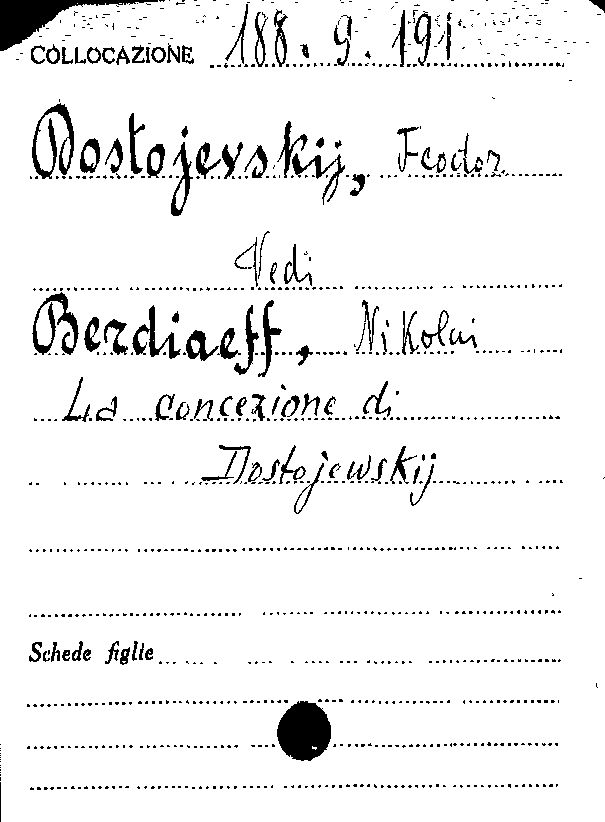 COLLOCAZIONE 188.9.191
Dostojevskij, Feodor
Vedi
Berdiaeff, Nikolai
La concezione di
Dostojewskij
Schede figlie